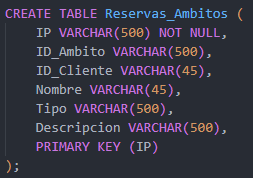 CREATE TABLE Reservas_Ambitos (
    IP VARCHAR(500) NOT NULL,
    ID_Ambito VARCHAR(500),
    ID_Cliente VARCHAR(45),
    Nombre VARCHAR(45),
    Tipo VARCHAR(500),
    Descripcion VARCHAR(500),
    PRIMARY KEY (IP)
);